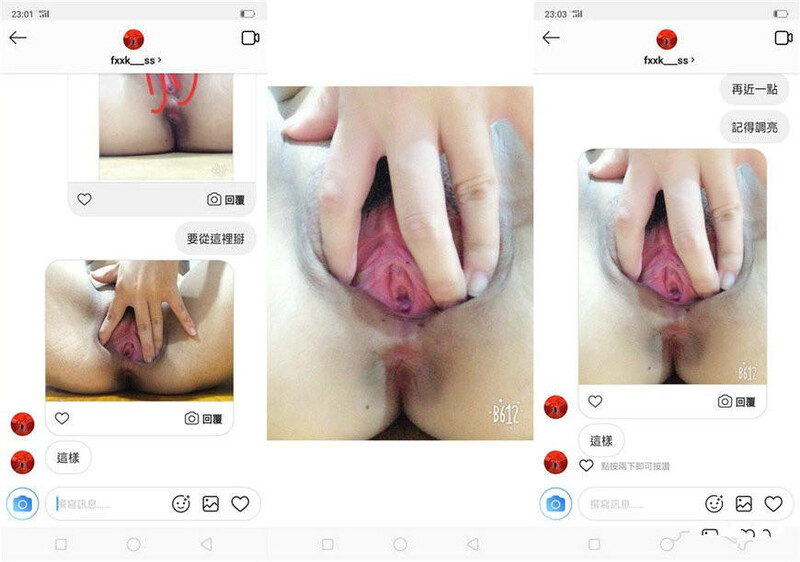 23:01
fxxk___ss >
回覆
要從這裡掰
回覆
這樣
撰寫訊息......
B612
23:03
fxxk___ss >
再近一點
記得調亮
B612
回覆
這樣
點按兩下即可按讚
撰寫訊息......